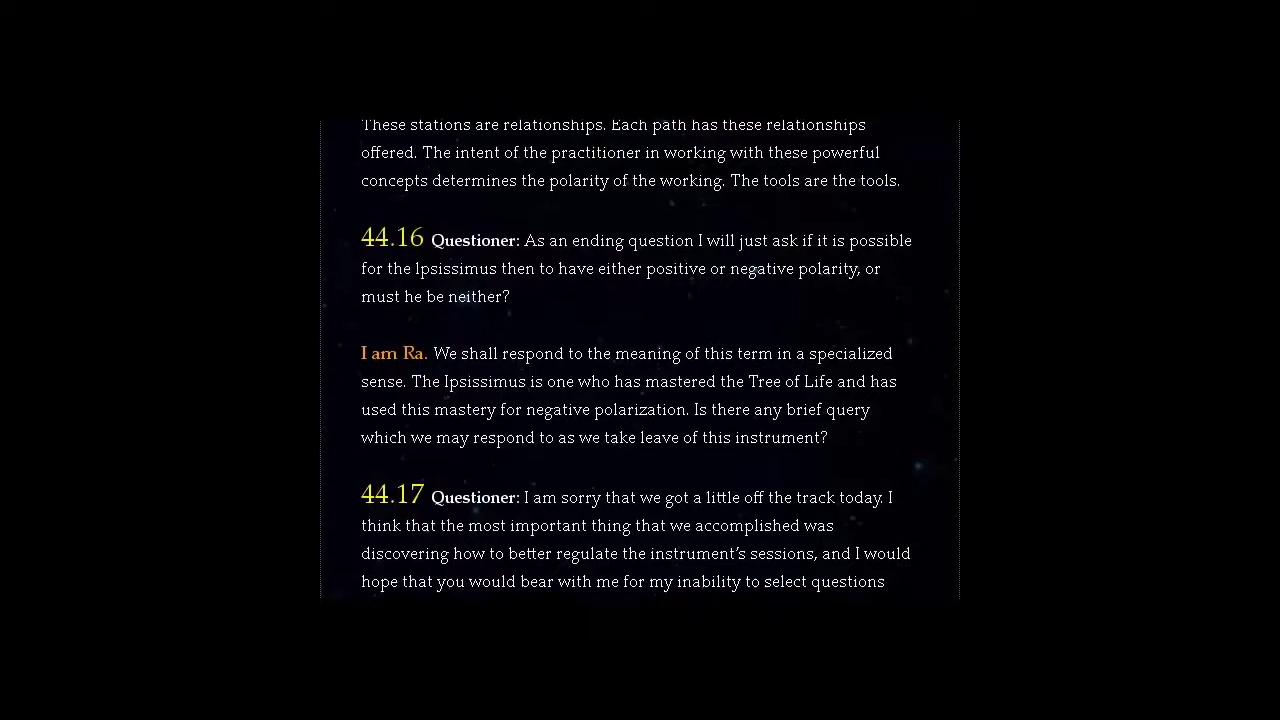 These stations are relationships. Each path has these relationships
offered. The intent of the practitioner in working with these powerful
concepts determines the polarity of the working. The tools are the tools.
44.16 Questioner: As an ending question I will just ask if it is possible
for the Ipsissimus then to have either positive or negative polarity, or
must he be neither?
I am Ra. We shall respond to the meaning of this term in a specialized
sense. The Ipsissimus is one who has mastered the Tree of Life and has
used this mastery for negative polarization. Is there any brief query
which we may respond to as we take leave of this instrument?
44.17 Questioner: I am sorry that we got a little off the track today. I
think that the most important thing that we accomplished was
discovering how to better regulate the instrument's sessions, and I would
hope that you would bear with me for my inability to select questions